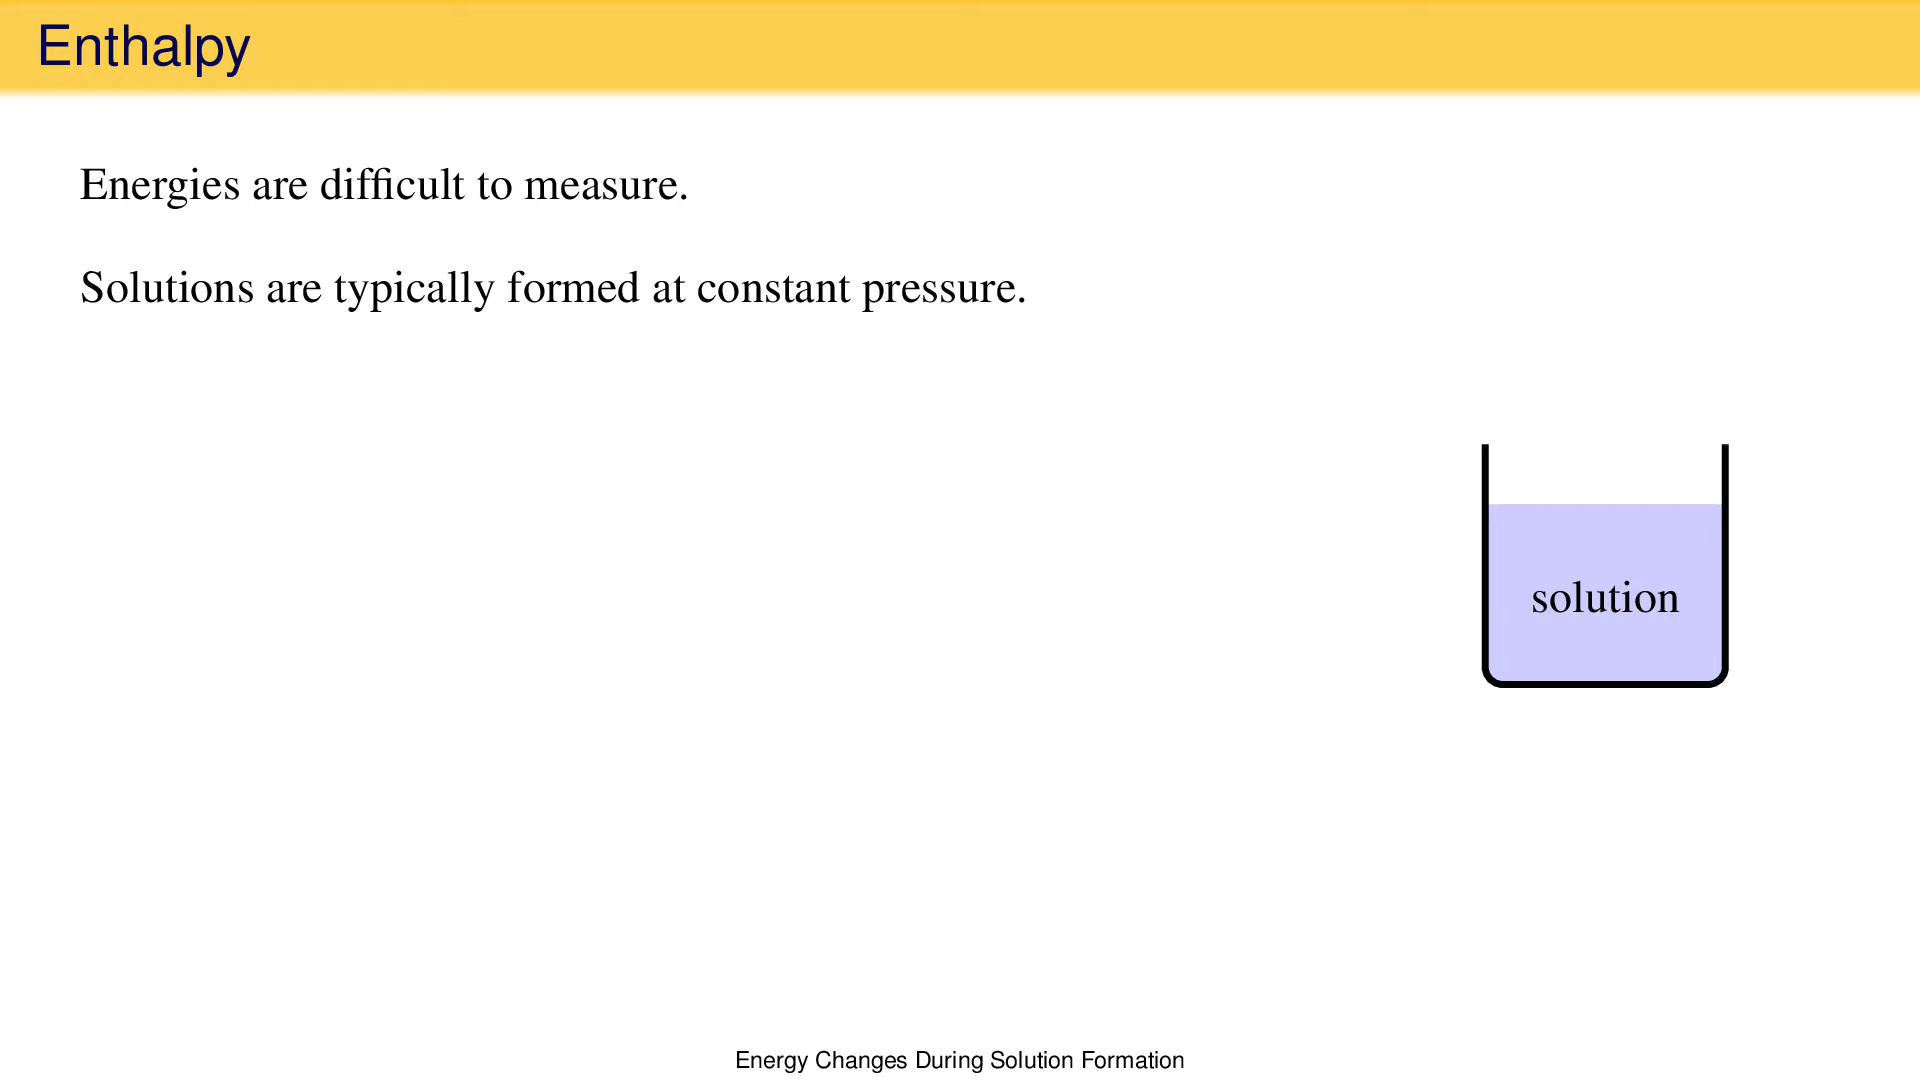 Enthalpy
Energies are difficult to measure.
Solutions are typically formed at constant pressure.
solution
Energy Changes During Solution Formation